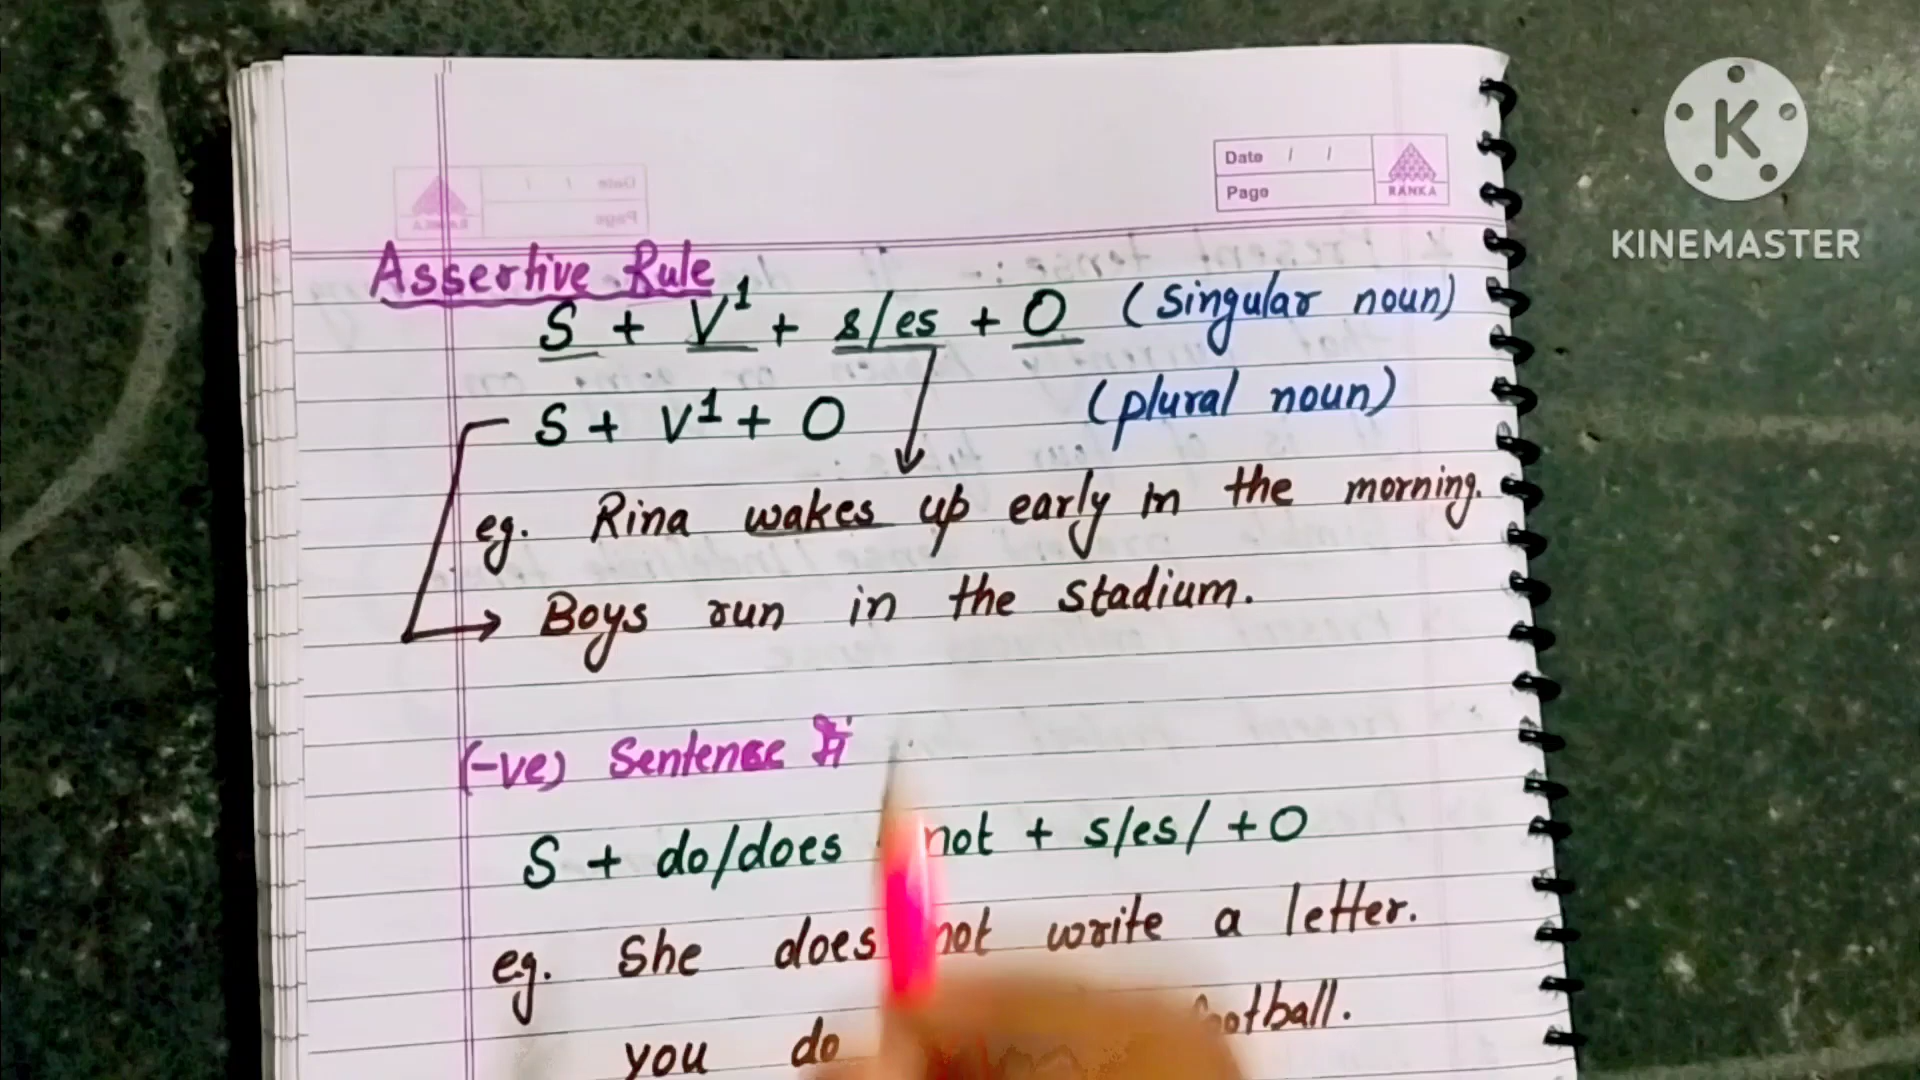 Date / /
Page
RANKA
KINEMASTER
Assertive Rule
S + V¹ + s/es + O (singular noun)
S + V¹ + O (plural noun)
eg. Rina wakes up early in the morning.
Boys run in the stadium.
(-ve) Sentence में
S + do/does not + s/es/ + O
eg. She does not write a letter.
you do football.